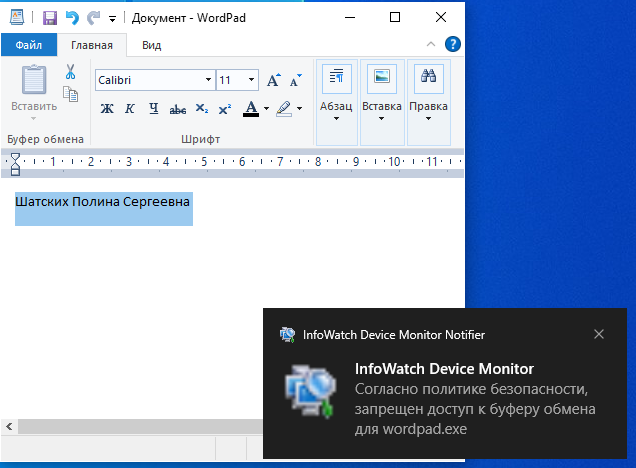 Документ - WordPad
Файл Главная Вид
Вставить
Calibri 11
Ж К Ч abc X₂ X² A
Абзац Вставка Правка
Буфер обмена Шрифт
1 2 3 4 5 6 7 8 9 10 11
Шатских Полина Сергеевна
InfoWatch Device Monitor Notifier
InfoWatch Device Monitor
Согласно политике безопасности,
запрещен доступ к буферу обмена
для wordpad.exe